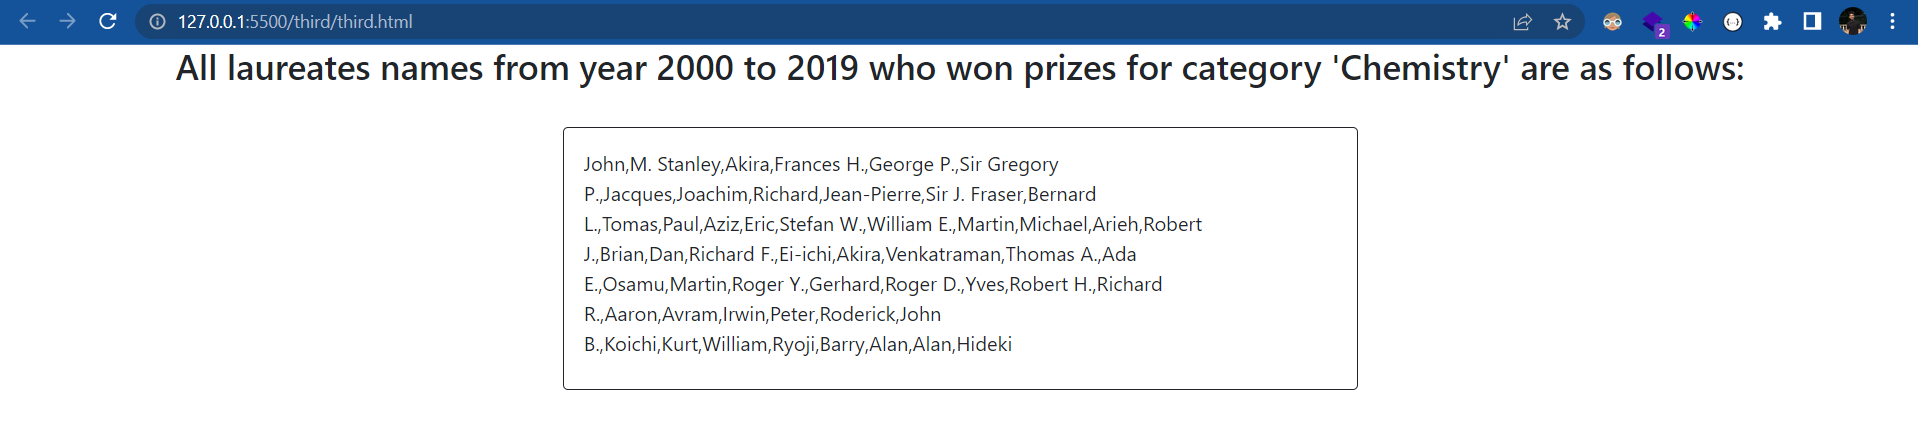 127.0.0.1:5500/third/third.html
2
All laureates names from year 2000 to 2019 who won prizes for category 'Chemistry' are as follows:
John,M. Stanley,Akira,Frances H.,George P.,Sir Gregory
P.,Jacques,Joachim,Richard,Jean-Pierre,Sir J. Fraser,Bernard
L.,Tomas,Paul,Aziz,Eric,Stefan W.,William E.,Martin,Michael,Arieh,Robert
J.,Brian,Dan,Richard F.,Ei-ichi,Akira,Venkatraman,Thomas A.,Ada
E.,Osamu,Martin,Roger Y.,Gerhard,Roger D.,Yves,Robert H.,Richard
R.,Aaron,Avram,Irwin,Peter,Roderick,John
B.,Koichi,Kurt,William,Ryoji,Barry,Alan,Alan,Hideki